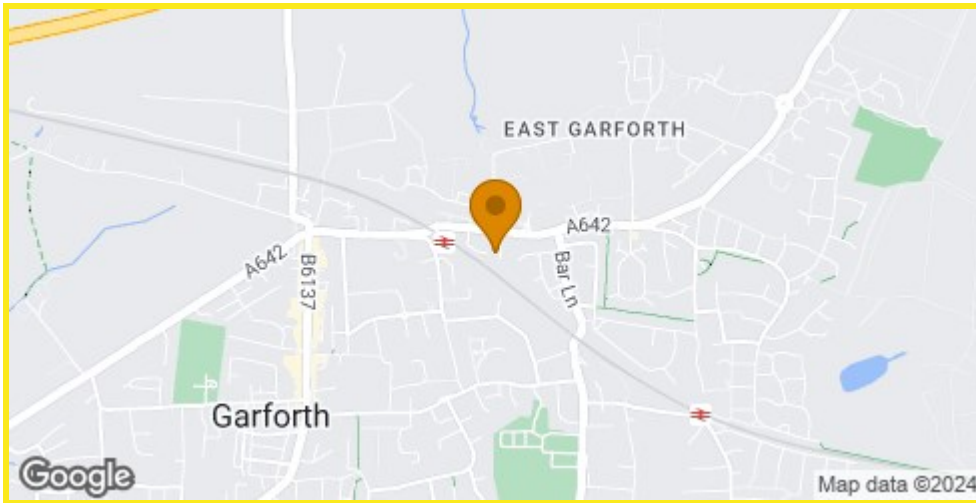 EAST GARFORTH
A642
Bar Ln
A642
B6137
Garforth
Google
Map data ©2024